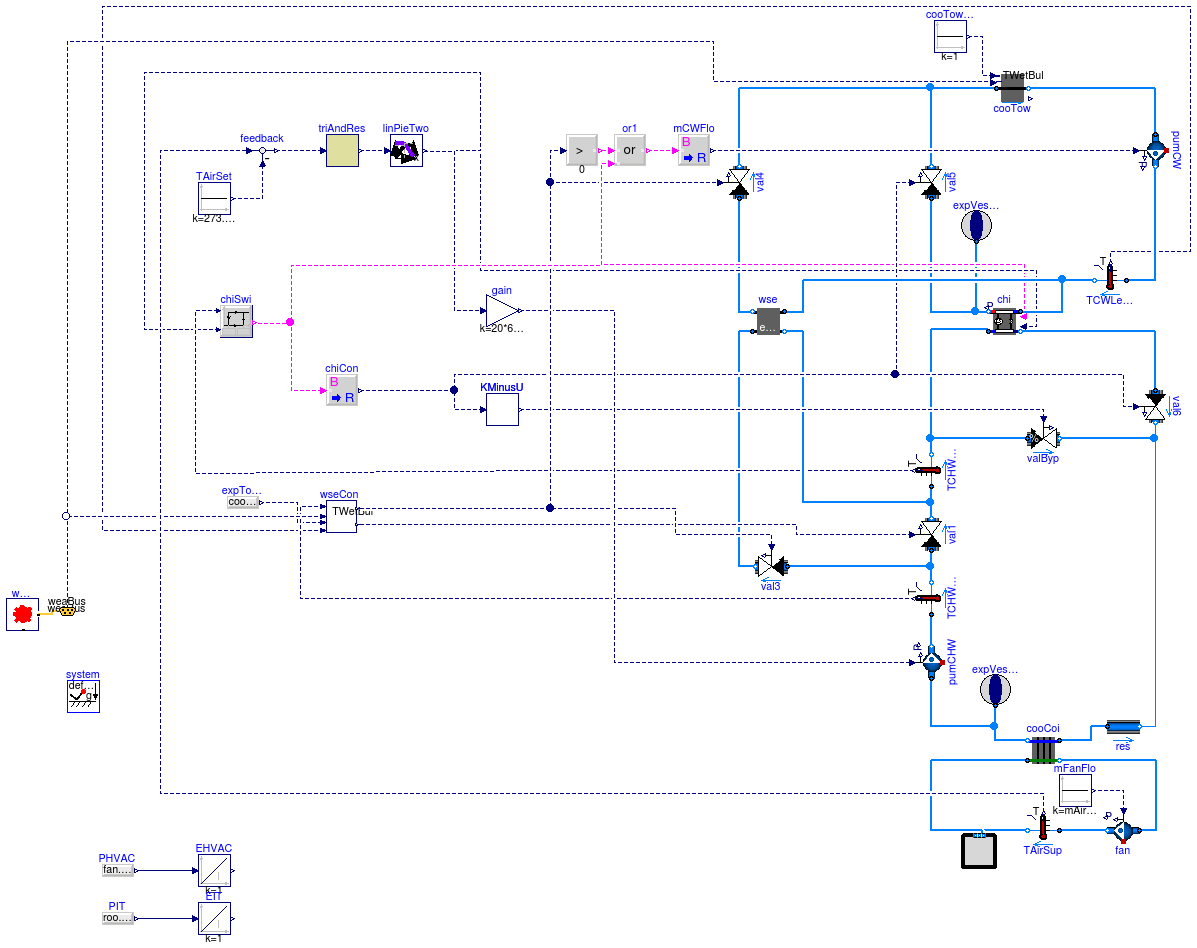 cooTow...
k=1
TWetBul
cooTow
pumCW
feedback
triAndRes
linPieTwo
or1
mCWFlo
>
0
or
B
R
TAirSet
k=273....
val4
val5
expVes...
T
TCWLe...
chiSwi
gain
k=20*6...
wse
e...
chi
P
chiCon
B
R
KMinusU
val6
valByp
T
TCHW...
expTo...
coo...
wseCon
TWetBul
val1
val3
T
TCHW...
w...
weaBus
weaBus
pumCHW
P
system
def...
g
expVes...
cooCoi
res
mFanFlo
k=mAir...
T
P
TAirSup
fan
PHVAC
fan....
EHVAC
k=1
PIT
roo....
EIT
k=1